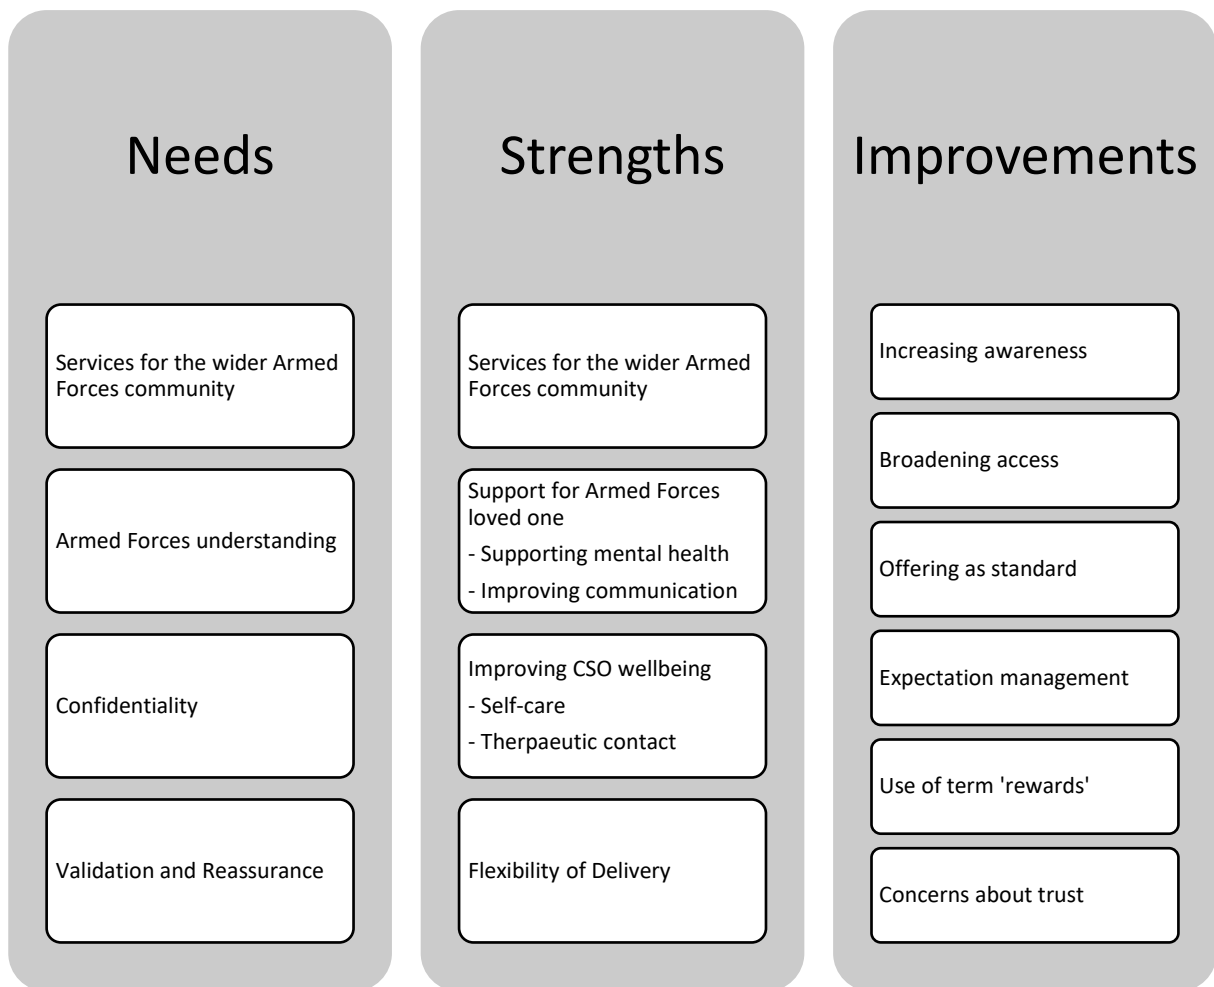 Needs
Services for the wider Armed
Forces community
Armed Forces understanding
Confidentiality
Validation and Reassurance
Strengths
Services for the wider Armed
Forces community
Support for Armed Forces
loved one
- Supporting mental health
- Improving communication
Improving CSO wellbeing
- Self-care
- Therpaeutic contact
Flexibility of Delivery
Improvements
Increasing awareness
Broadening access
Offering as standard
Expectation management
Use of term 'rewards'
Concerns about trust